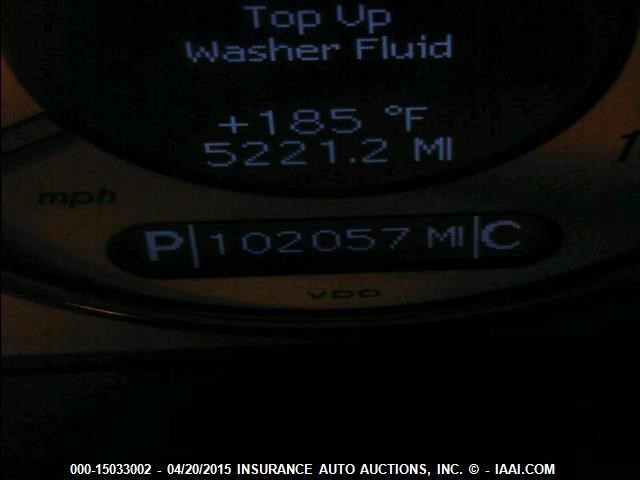 Top Up
Washer Fluid
+185 °F
5221.2 MI
mph
1
P|102057 MI|C
VDO
000-15033002 - 04/20/2015 INSURANCE AUTO AUCTIONS, INC. © - IAAI.COM